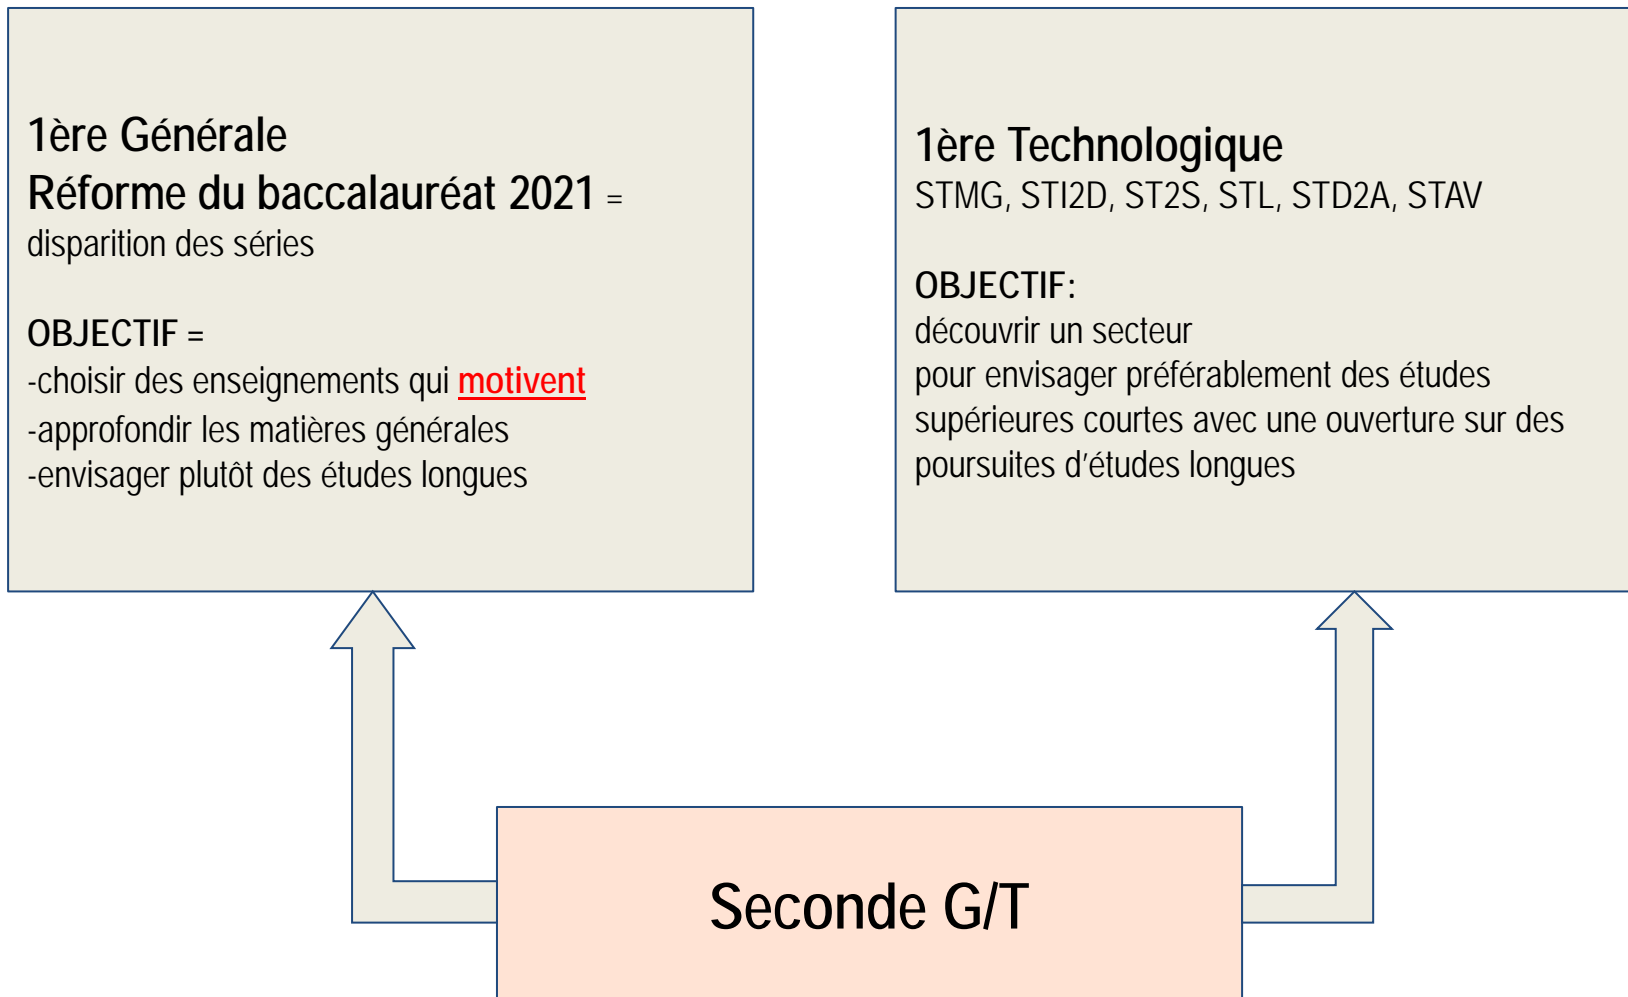 1ère Générale
Réforme du baccalauréat 2021 =
disparition des séries
OBJECTIF =
-choisir des enseignements qui motivent
-approfondir les matières générales
-envisager plutôt des études longues
1ère Technologique
STMG, STI2D, ST2S, STL, STD2A, STAV
OBJECTIF:
découvrir un secteur
pour envisager préférablement des études
supérieures courtes avec une ouverture sur des
poursuites d’études longues
Seconde G/T